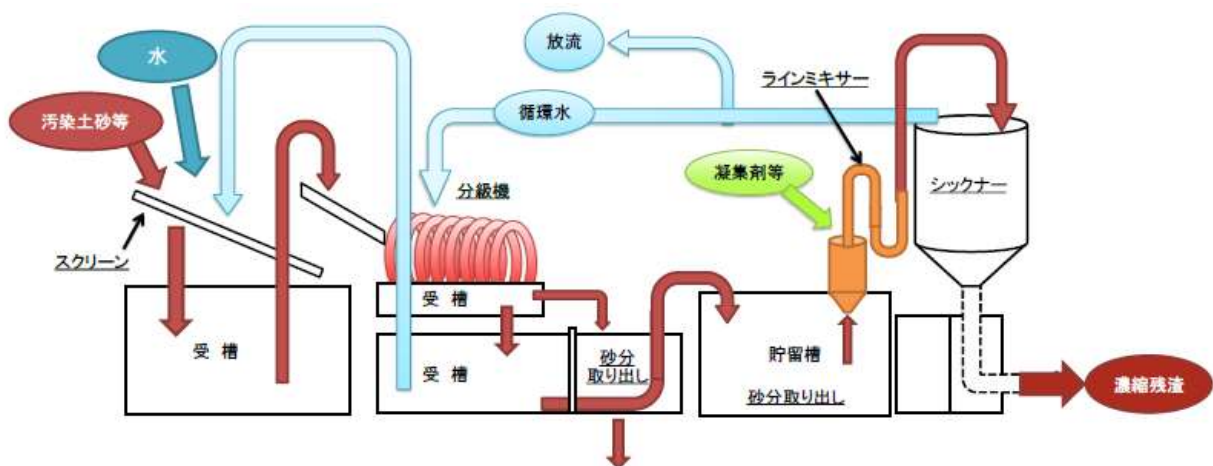 水
放流
ラインミキサー
汚染土砂等
循環水
凝集剤等
シックナー
分級機
スクリーン
受 槽
受 槽
受 槽
砂分
取り出し
貯留槽
砂分取り出し
濃縮残渣